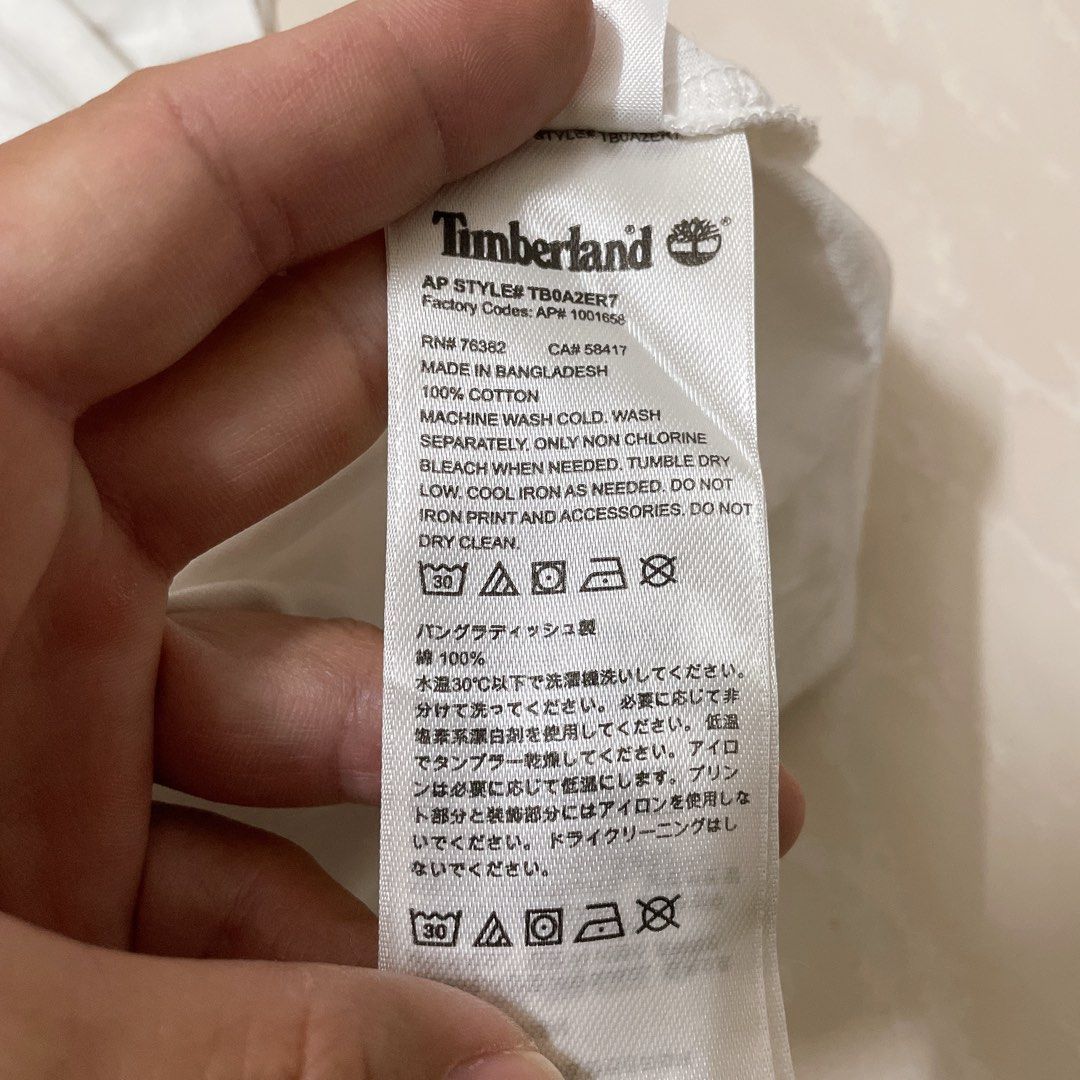 STYLE# TB0A2ER7
Timberland ®
AP STYLE# TB0A2ER7
Factory Codes: AP# 1001658
RN# 76362 CA# 58417
MADE IN BANGLADESH
100% COTTON
MACHINE WASH COLD. WASH
SEPARATELY. ONLY NON CHLORINE
BLEACH WHEN NEEDED. TUMBLE DRY
LOW. COOL IRON AS NEEDED. DO NOT
IRON PRINT AND ACCESSORIES. DO NOT
DRY CLEAN.
30
バングラディッシュ製
綿 100%
水温30℃以下で洗濯機洗いしてください。
分けて洗ってください。 必要に応じて非
塩素系漂白剤を使用してください。 低温
でタンブラー乾燥してください。 アイロ
ンは必要に応じて低温にします。プリン
ト部分と装飾部分にはアイロンを使用しな
いでください。 ドライクリーニングはし
ないでください。
30